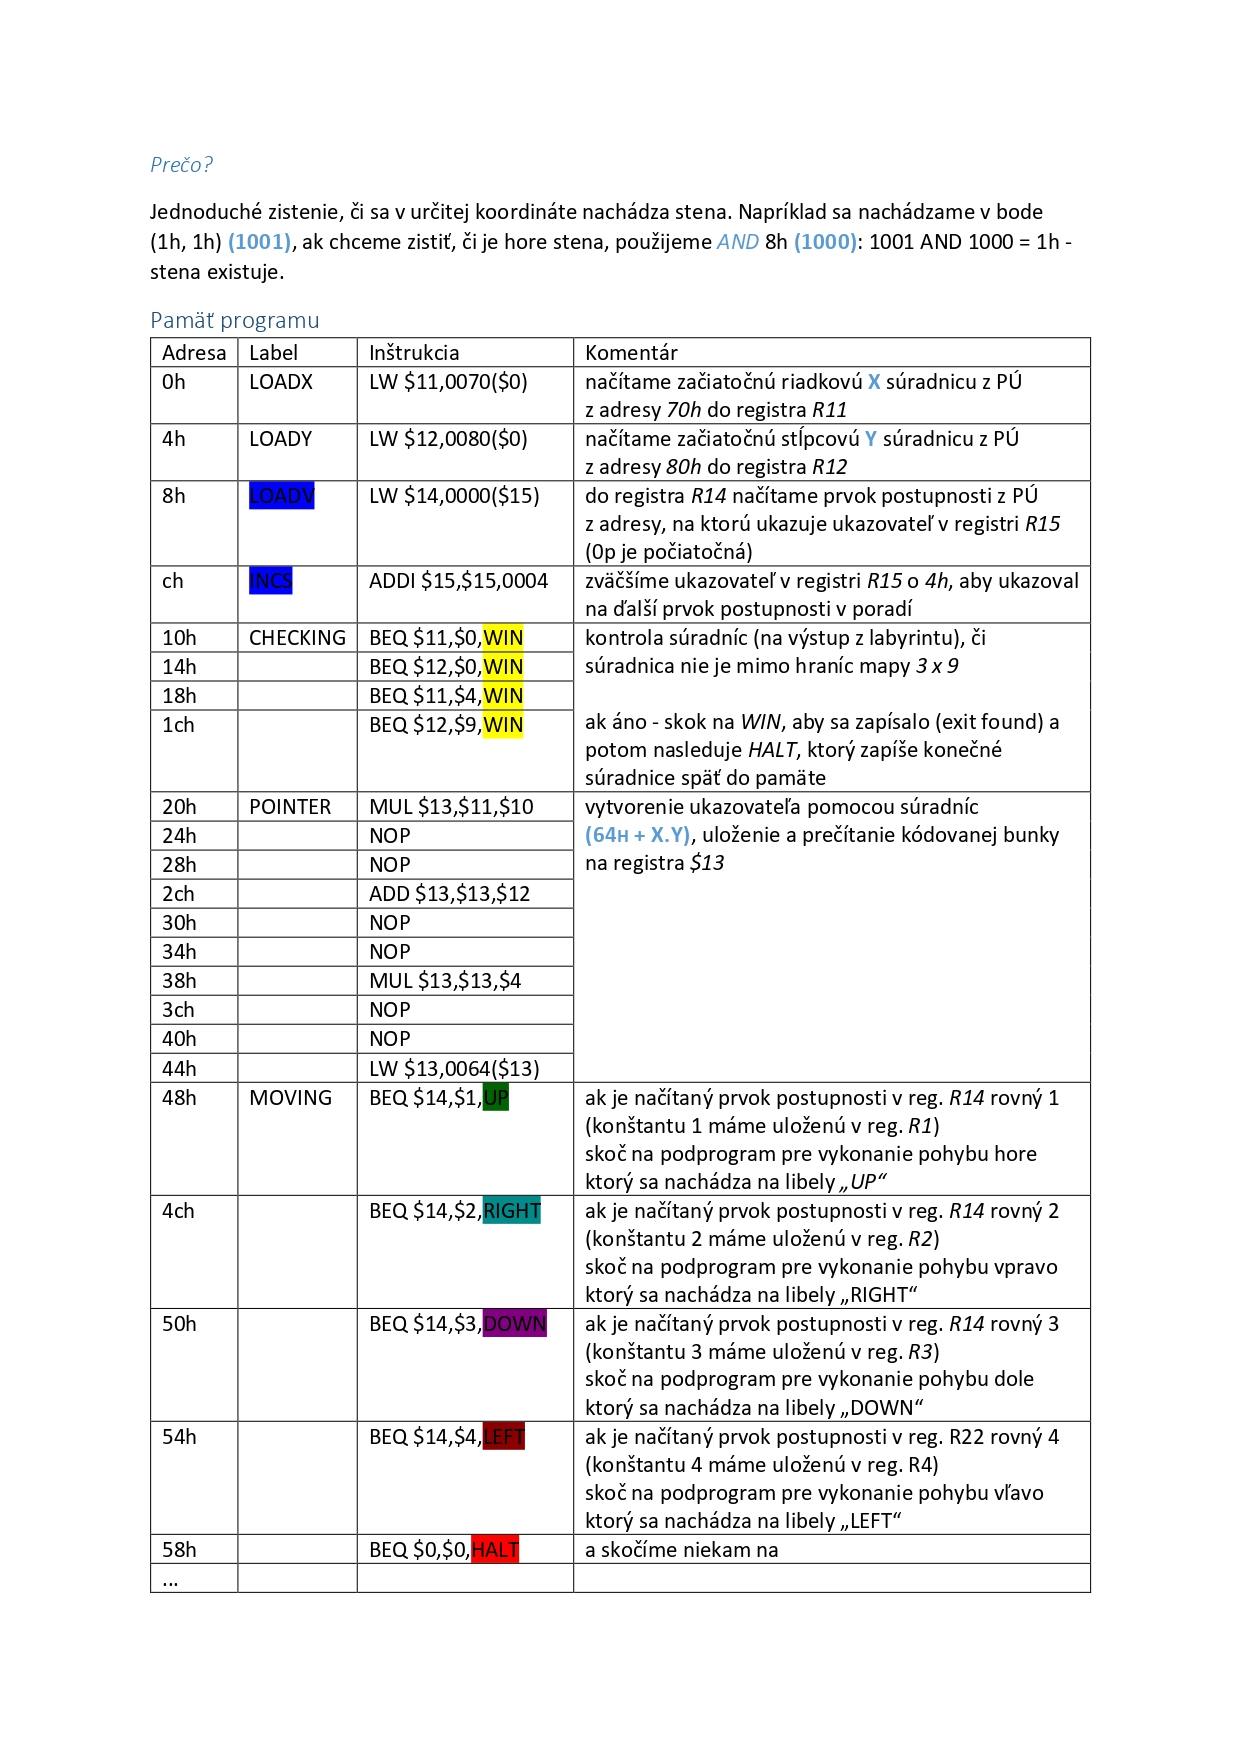 Prečo?
Jednoduché zistenie, či sa v určitej koordináte nachádza stena. Napríklad sa nachádzame v bode
(1h, 1h) (1001), ak chceme zistiť, či je hore stena, použijeme AND 8h (1000): 1001 AND 1000 = 1h -
stena existuje.
Pamäť programu
Adresa Label Inštrukcia Komentár
0h LOADX LW $11,0070($0) načítame začiatočnú riadkovú X súradnicu z PÚ
z adresy 70h do registra R11
4h LOADY LW $12,0080($0) načítame začiatočnú stĺpcovú Y súradnicu z PÚ
z adresy 80h do registra R12
8h LOADV LW $14,0000($15) do registra R14 načítame prvok postupnosti z PÚ
z adresy, na ktorú ukazuje ukazovateľ v registri R15
(0p je počiatočná)
ch INCS ADDI $15,$15,0004 zväčšíme ukazovateľ v registri R15 o 4h, aby ukazoval
na ďalší prvok postupnosti v poradí
10h CHECKING BEQ $11,$0,WIN kontrola súradníc (na výstup z labyrintu), či
14h BEQ $12,$0,WIN súradnica nie je mimo hraníc mapy 3 x 9
18h BEQ $11,$4,WIN
1ch BEQ $12,$9,WIN ak áno - skok na WIN, aby sa zapísalo (exit found) a
potom nasleduje HALT, ktorý zapíše konečné
súradnice späť do pamäte
20h POINTER MUL $13,$11,$10 vytvorenie ukazovateľa pomocou súradníc
24h NOP (64H + X.Y), uloženie a prečítanie kódovanej bunky
28h NOP na registra $13
2ch ADD $13,$13,$12
30h NOP
34h NOP
38h MUL $13,$13,$4
3ch NOP
40h NOP
44h LW $13,0064($13)
48h MOVING BEQ $14,$1,UP ak je načítaný prvok postupnosti v reg. R14 rovný 1
(konštantu 1 máme uloženú v reg. R1)
skoč na podprogram pre vykonanie pohybu hore
ktorý sa nachádza na libely „UP“
4ch BEQ $14,$2,RIGHT ak je načítaný prvok postupnosti v reg. R14 rovný 2
(konštantu 2 máme uloženú v reg. R2)
skoč na podprogram pre vykonanie pohybu vpravo
ktorý sa nachádza na libely „RIGHT“
50h BEQ $14,$3,DOWN ak je načítaný prvok postupnosti v reg. R14 rovný 3
(konštantu 3 máme uloženú v reg. R3)
skoč na podprogram pre vykonanie pohybu dole
ktorý sa nachádza na libely „DOWN“
54h BEQ $14,$4,LEFT ak je načítaný prvok postupnosti v reg. R22 rovný 4
(konštantu 4 máme uloženú v reg. R4)
skoč na podprogram pre vykonanie pohybu vľavo
ktorý sa nachádza na libely „LEFT“
58h BEQ $0,$0,HALT a skočíme niekam na
...